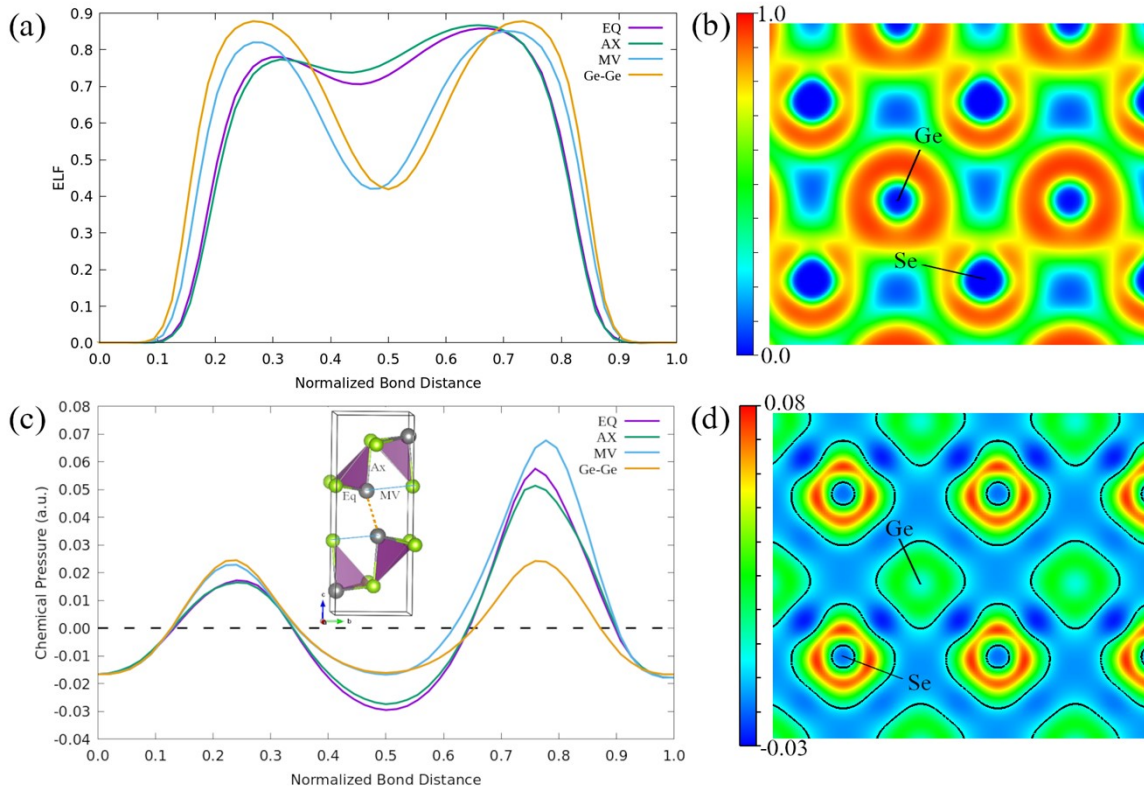 (a)
ELF
0.9
0.8
0.7
0.6
0.5
0.4
0.3
0.2
0.1
0.0
0.0 0.1 0.2 0.3 0.4 0.5 0.6 0.7 0.8 0.9 1.0
Normalized Bond Distance
EQ
AX
MV
Ge-Ge
(b)
1.0
0.0
Ge
Se
(c)
Chemical Pressure (a.u.)
0.08
0.07
0.06
0.05
0.04
0.03
0.02
0.01
0.00
-0.01
-0.02
-0.03
-0.04
0.0 0.1 0.2 0.3 0.4 0.5 0.6 0.7 0.8 0.9 1.0
Normalized Bond Distance
EQ
AX
MV
Ge-Ge
Ax
Eq
MV
c
b
(d)
0.08
-0.03
Ge
Se